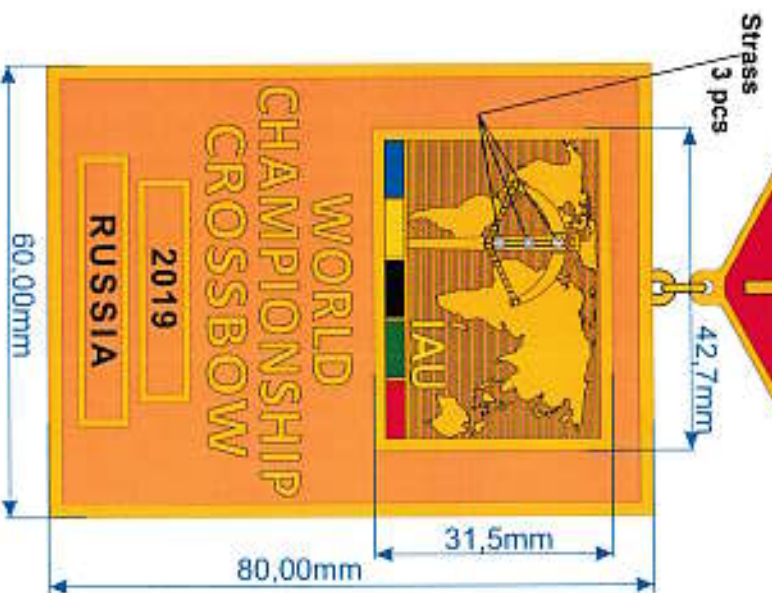 Strass
3 pcs
42,7mm
IAU
31,5mm
WORLD
CHAMPIONSHIP
CROSSBOW
2019
RUSSIA
80,00mm
60,00mm